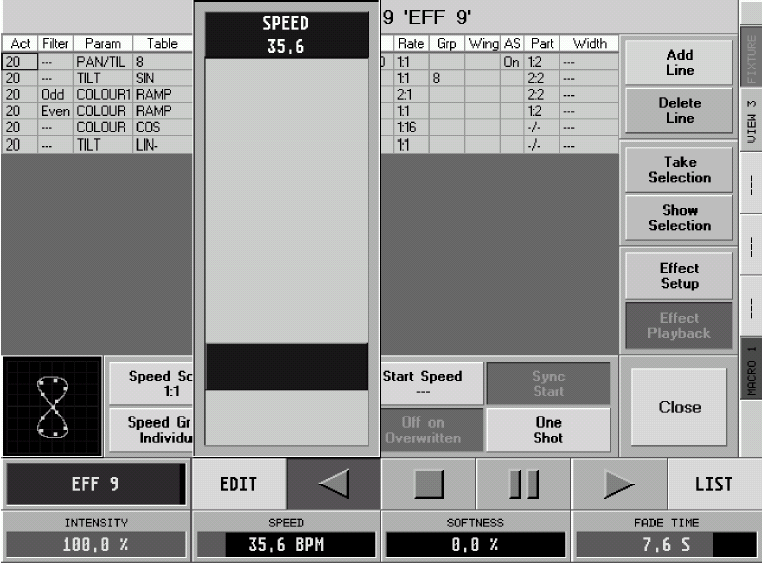 SPEED
35,6
9 'EFF 9'
Act Filter Param Table Rate Grp Wing AS Part Width
20 --- PAN/TIL 8 0 1:1 On 1:2 ---
20 --- TILT SIN 1:1 8 2:2 ---
20 Odd COLOUR1 RAMP 2:1 2:2 ---
20 Even COLOUR RAMP 1:1 1:2 ---
20 --- COLOUR COS 1:16 -/- ---
20 --- TILT LIN- 1:1 -/- ---
Add
Line
Delete
Line
Take
Selection
Show
Selection
Effect
Setup
Effect
Playback
Close
FIXTURE
VIEW 3
---
---
---
MACRO 1
Speed Sc
1:1
Start Speed
---
Sync
Start
Speed Gr
Individu
Off on
Overwritten
One
Shot
EFF 9 EDIT LIST
INTENSITY SPEED SOFTNESS FADE TIME
100,0 % 35,6 BPM 0,0 % 7,6 S